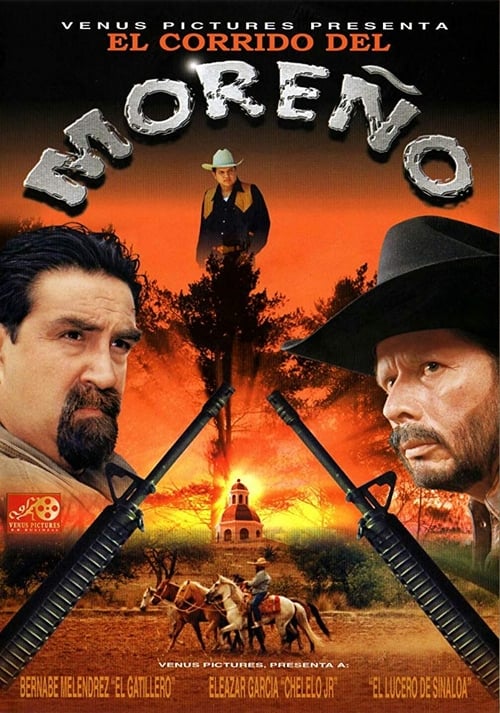 VENUS PICTURES PRESENTA
EL CORRIDO DEL
MOREÑO
VENUS PICTURES
VENUS PICTURES, PRESENTA A:
BERNABE MELENDREZ "EL GATILLERO" ELEAZAR GARCIA "CHELELO JR" "EL LUCERO DE SINALOA"